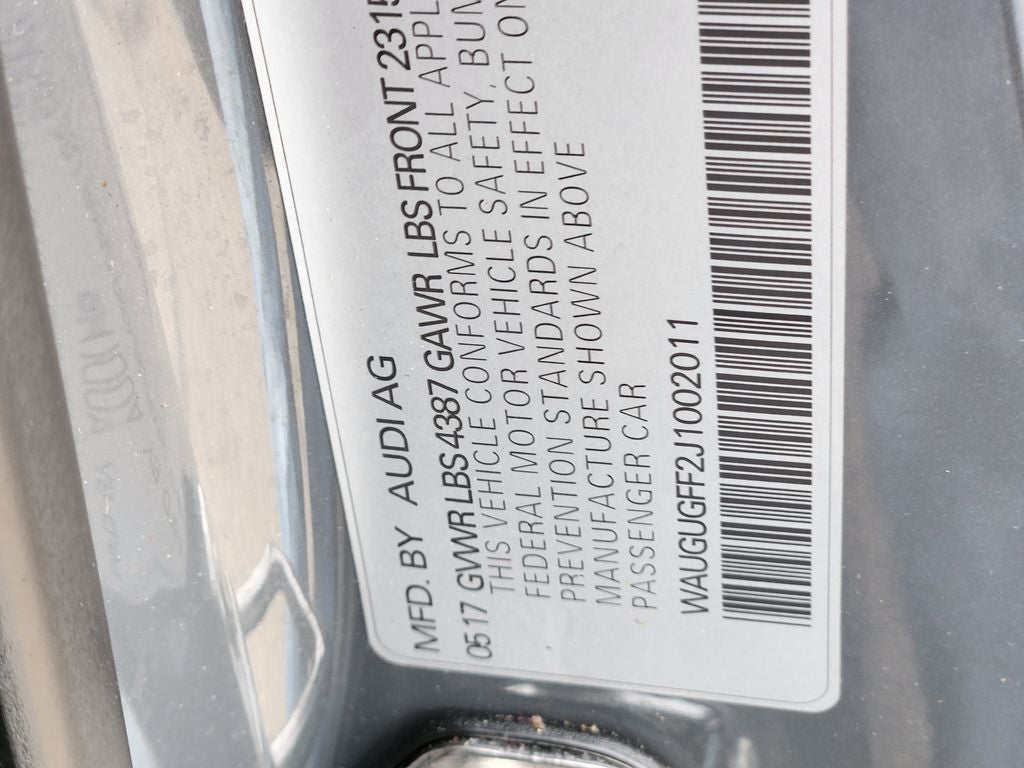 MFD. BY AUDI AG
0517 GVWR LBS 4387 GAWR LBS FRONT 2315
THIS VEHICLE CONFORMS TO ALL APPL
FEDERAL MOTOR VEHICLE SAFETY, BUM
PREVENTION STANDARDS IN EFFECT ON
MANUFACTURE SHOWN ABOVE
PASSENGER CAR
WAUGUGFF2J1002011